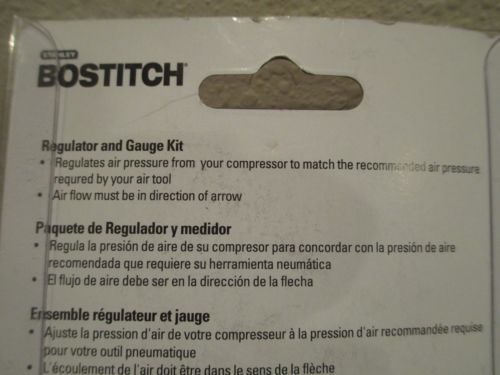 STANLEY
BOSTITCH
Regulator and Gauge Kit
• Regulates air pressure from your compressor to match the recommended air pressure
requred by your air tool
• Air flow must be in direction of arrow
Paquete de Regulador y medidor
• Regula la presión de aire de su compresor para concordar con la presión de aire
recomendada que requiere su herramienta neumática
• El flujo de aire debe ser en la dirección de la flecha
Ensemble régulateur et jauge
• Ajuste la pression d'air de votre compresseur à la pression d'air recommandée requise
pour votre outil pneumatique
• L'écoulement de l'air doit être dans le sens de la flèche